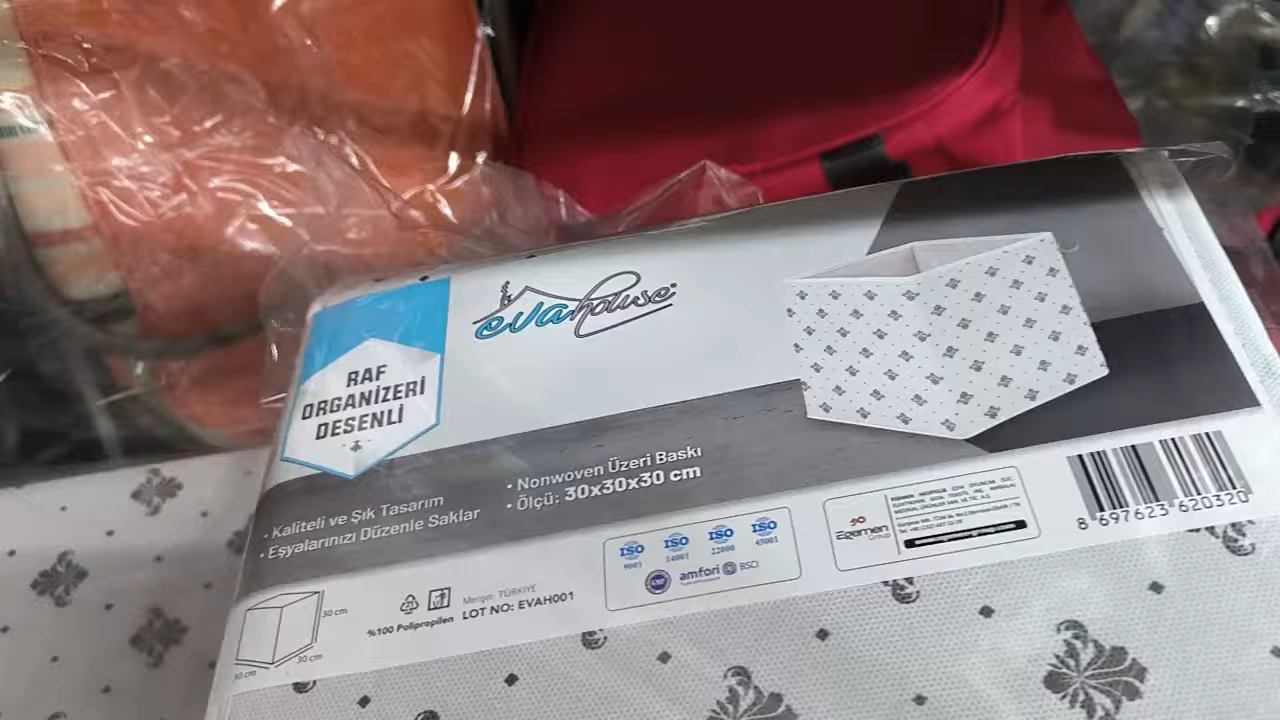 evahouse
RAF
ORGANİZERİ
DESENLİ
• Kaliteli ve Şık Tasarım
• Eşyalarınızı Düzenle Saklar
• Nonwoven Üzeri Baskı
• Ölçü: 30x30x30 cm
30 cm
30 cm
30 cm
%100 Polipropilen
Menşei: TÜRKİYE
LOT NO: EVAH001
ISO
9001
ISO
14001
ISO
22000
ISO
45001
amfori BSCI
Egemen
Group
8 697623 620320